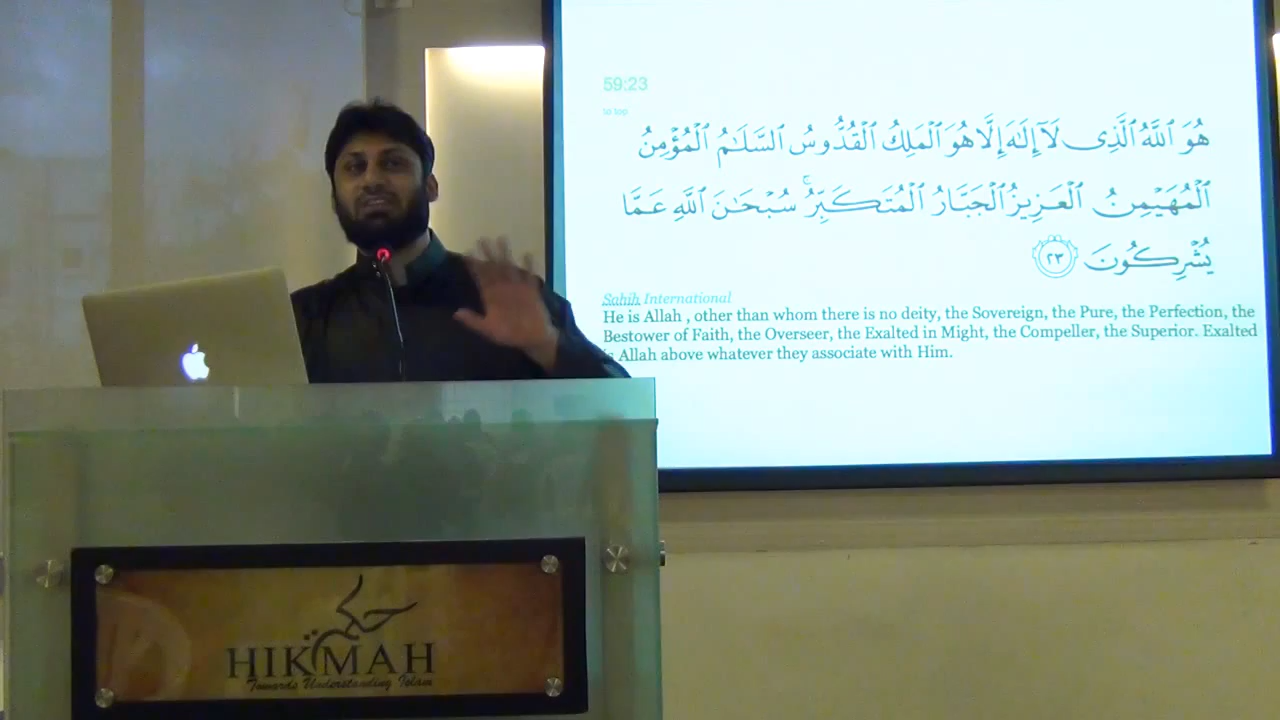 59:23
to top
هُوَ ٱللَّهُ ٱلَّذِى لَآ إِلَٰهَ إِلَّا هُوَ ٱلْمَلِكُ ٱلْقُدُّوسُ ٱلسَّلَٰمُ ٱلْمُؤْمِنُ
ٱلْمُهَيْمِنُ ٱلْعَزِيزُ ٱلْجَبَّارُ ٱلْمُتَكَبِّرُ ۚ سُبْحَٰنَ ٱللَّهِ عَمَّا
يُشْرِكُونَ ٢٣
Sahih International
He is Allah , other than whom there is no deity, the Sovereign, the Pure, the Perfection, the
Bestower of Faith, the Overseer, the Exalted in Might, the Compeller, the Superior. Exalted
is Allah above whatever they associate with Him.
حكمة
HIKMAH
Towards Understanding Islam